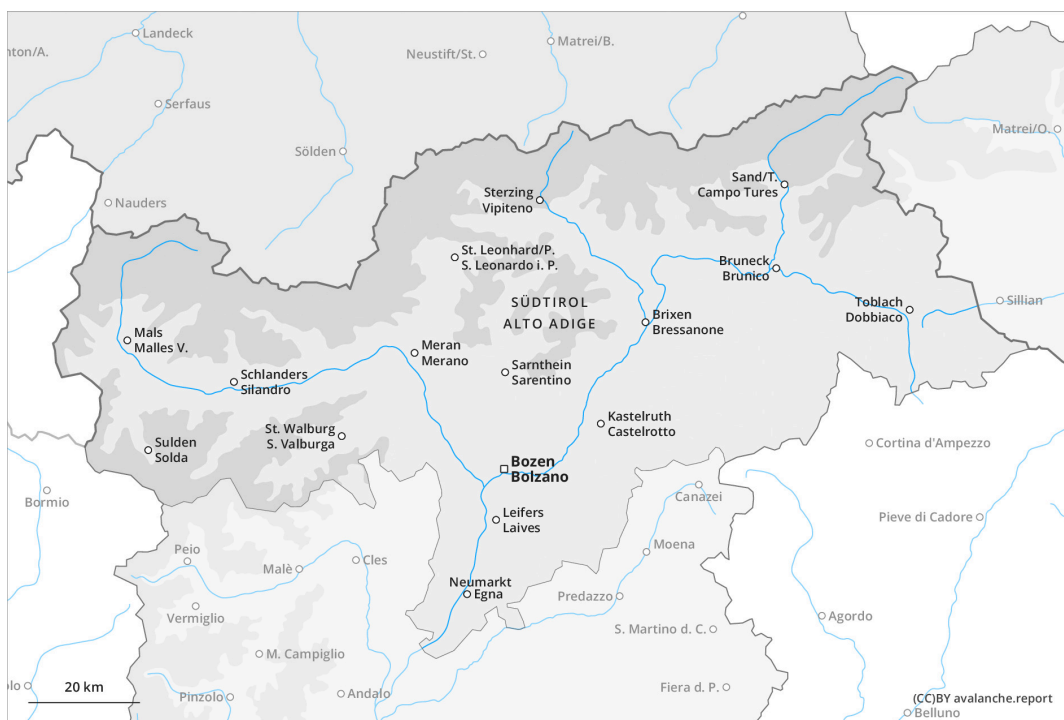 Landeck
nton/A.
Neustift/St.
Matrei/B.
Serfaus
Matrei/O.
Sölden
Sand/T.
Campo Tures
Sterzing
Vipiteno
Nauders
St. Leonhard/P.
S. Leonardo i. P.
Bruneck
Brunico
SÜDTIROL
ALTO ADIGE
Toblach
Dobbiaco
Sillian
Brixen
Bressanone
Mals
Malles V.
Meran
Merano
Schlanders
Silandro
Sarnthein
Sarentino
Kastelruth
Castelrotto
St. Walburg
S. Valburga
Sulden
Solda
Cortina d'Ampezzo
Bozen
Bolzano
Bormio
Canazei
Leifers
Laives
Pieve di Cadore
Peio
Cles
Malè
Moena
Neumarkt
Egna
Predazzo
Vermiglio
Agordo
S. Martino d. C.
M. Campiglio
olo
20 km
Pinzolo
Andalo
Fiera d. P.
(CC)BY avalanche.report
Belluno